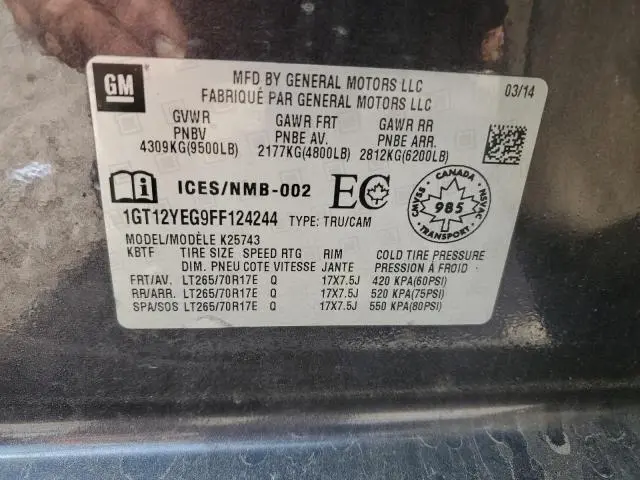 GM
MFD BY GENERAL MOTORS LLC
FABRIQUÉ PAR GENERAL MOTORS LLC
03/14
GVWR GAWR FRT GAWR RR
PNBV PNBE AV. PNBE ARR.
4309KG(9500LB) 2177KG(4800LB) 2812KG(6200LB)
i ICES/NMB-002 EC
CANADA
CMVSS 985 NSVAC
1GT12YEG9FF124244 TYPE: TRU/CAM
MODEL/MODÈLE K25743
KBTF TIRE SIZE SPEED RTG RIM COLD TIRE PRESSURE
DIM. PNEU COTE VITESSE JANTE PRESSION À FROID
FRT/AV. LT265/70R17E Q 17X7.5J 420 KPA(60PSI)
RR/ARR. LT265/70R17E Q 17X7.5J 520 KPA(75PSI)
SPA/SOS LT265/70R17E Q 17X7.5J 550 KPA(80PSI)